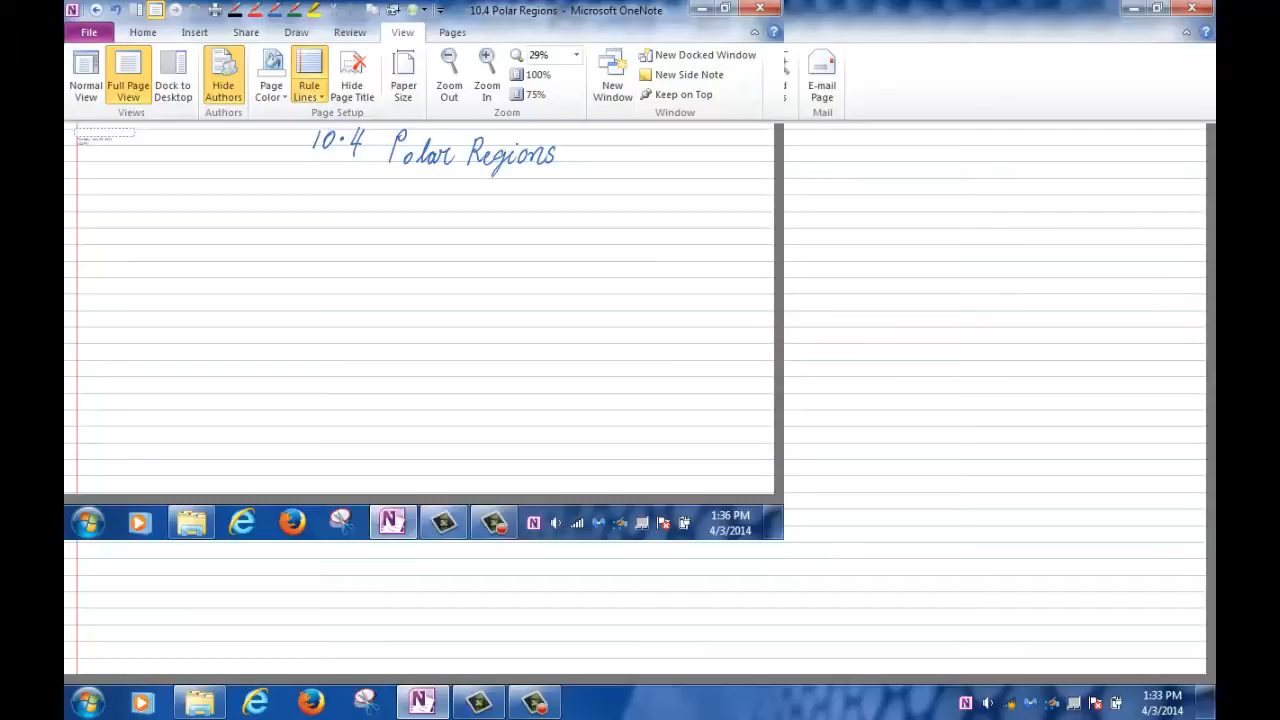 10.4 Polar Regions - Microsoft OneNote
File Home Insert Share Draw Review View Pages
Normal View
Full Page View
Dock to Desktop
Views
Hide Authors
Authors
Page Color
Rule Lines
Hide Page Title
Paper Size
Page Setup
Zoom Out
Zoom In
29%
100%
75%
Zoom
New Window
New Docked Window
New Side Note
Keep on Top
Window
E-mail Page
Mail
10.4 Polar Regions
1:36 PM
4/3/2014
1:33 PM
4/3/2014